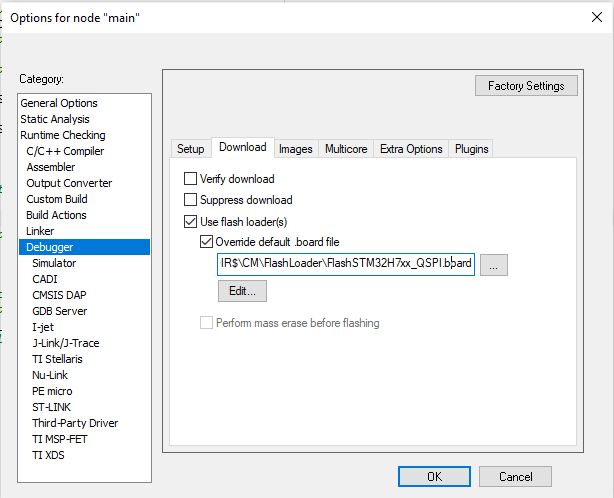 Options for node "main"
Category:
Factory Settings
General Options
Static Analysis
Runtime Checking
C/C++ Compiler
Assembler
Output Converter
Custom Build
Build Actions
Linker
Debugger
Simulator
CADI
CMSIS DAP
GDB Server
I-jet
J-Link/J-Trace
TI Stellaris
Nu-Link
PE micro
ST-LINK
Third-Party Driver
TI MSP-FET
TI XDS
Setup Download Images Multicore Extra Options Plugins
Verify download
Suppress download
Use flash loader(s)
Override default .board file
IR$\CM\FlashLoader\FlashSTM32H7xx_QSPI.board
...
Edit...
Perform mass erase before flashing
OK Cancel